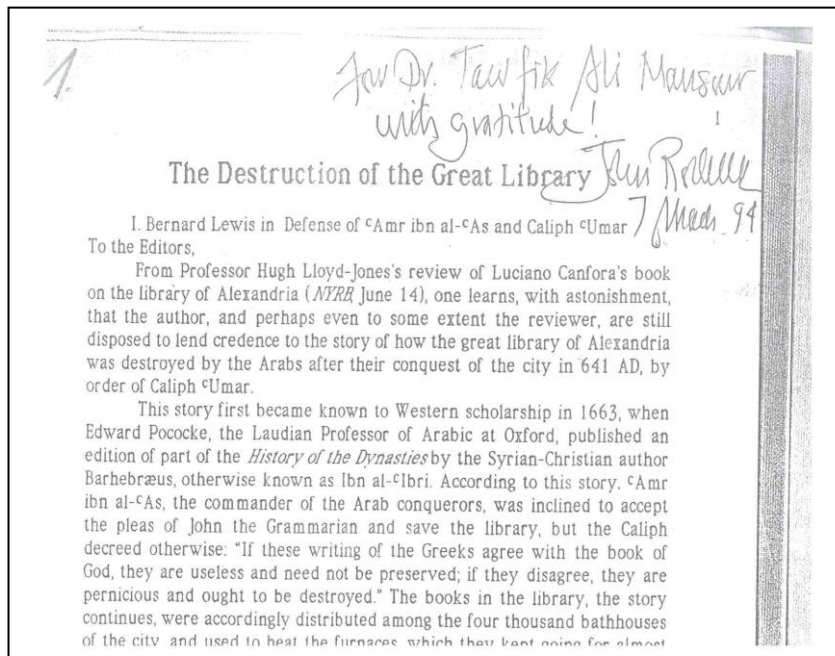 1.
For Dr. Tawfik Ali Mansour
with gratitude!
1
The Destruction of the Great Library
John
7 March 94
I. Bernard Lewis in Defense of ᶜAmr ibn al-ᶜAs and Caliph ᶜUmar
To the Editors,
From Professor Hugh Lloyd-Jones's review of Luciano Canfora's book
on the library of Alexandria (NYRB, June 14), one learns, with astonishment,
that the author, and perhaps even to some extent the reviewer, are still
disposed to lend credence to the story of how the great library of Alexandria
was destroyed by the Arabs after their conquest of the city in 641 AD, by
order of Caliph ᶜUmar.
This story first became known to Western scholarship in 1663, when
Edward Pococke, the Laudian Professor of Arabic at Oxford, published an
edition of part of the History of the Dynasties by the Syrian-Christian author
Barhebræus, otherwise known as Ibn al-ᶜIbri. According to this story, ᶜAmr
ibn al-ᶜAs, the commander of the Arab conquerors, was inclined to accept
the pleas of John the Grammarian and save the library, but the Caliph
decreed otherwise: "If these writing of the Greeks agree with the book of
God, they are useless and need not be preserved; if they disagree, they are
pernicious and ought to be destroyed." The books in the library, the story
continues, were accordingly distributed among the four thousand bathhouses
of the city, and used to heat the furnaces, which they kept going for almost